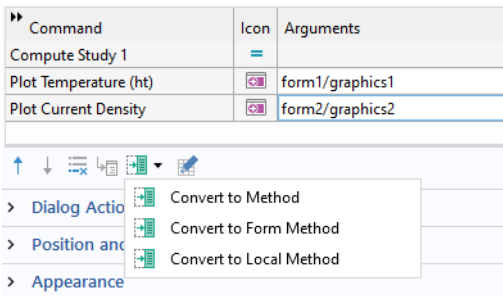 Command Icon Arguments
Compute Study 1 =
Plot Temperature (ht) form1/graphics1
Plot Current Density form2/graphics2
Convert to Method
Dialog Actio
Convert to Form Method
Position and
Convert to Local Method
Appearance